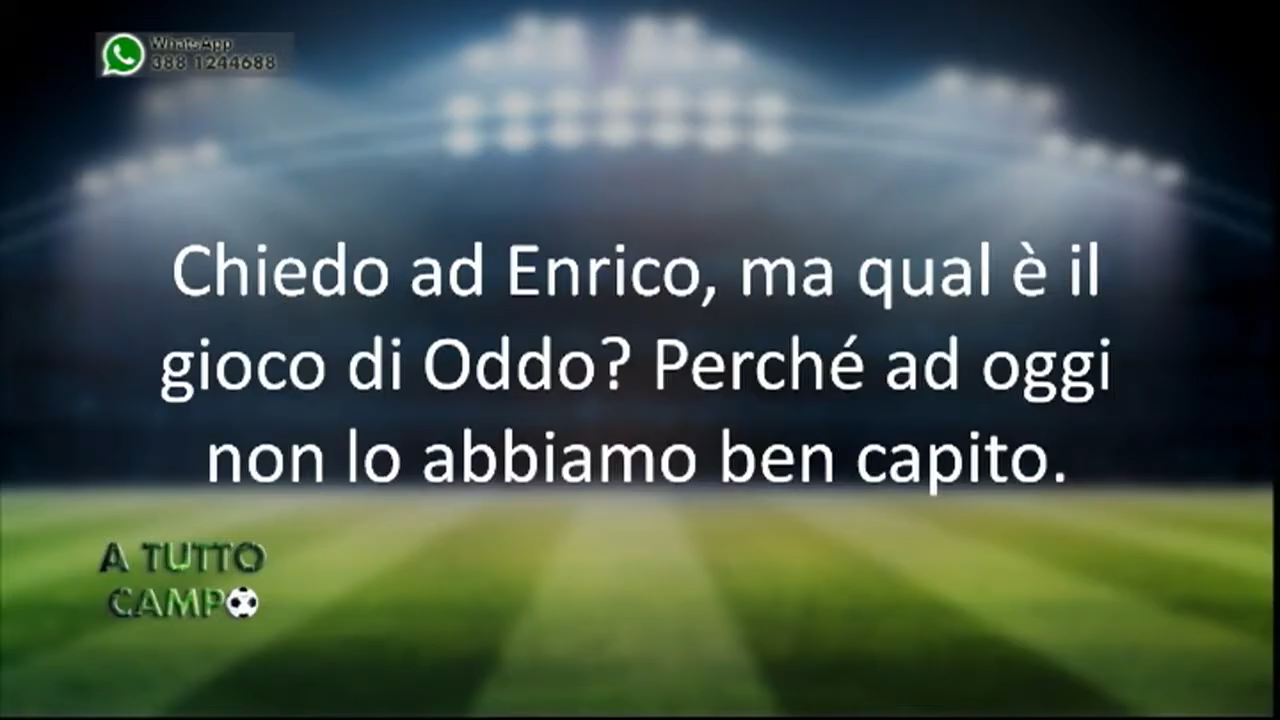 WhatsApp
388 1244688
Chiedo ad Enrico, ma qual è il
gioco di Oddo? Perché ad oggi
non lo abbiamo ben capito.
A TUTTO
CAMPO